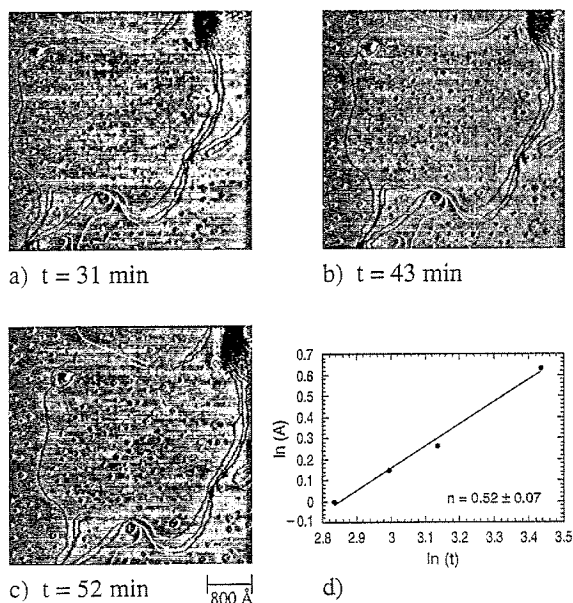 a) t = 31 min
b) t = 43 min
c) t = 52 min
800 Å
0.7
0.6
0.5
0.4
0.3
0.2
0.1
0
-0.1
ln (A)
n = 0.52 ± 0.07
2.8 2.9 3.0 3.1 3.2 3.3 3.4 3.5
ln (t)
d)